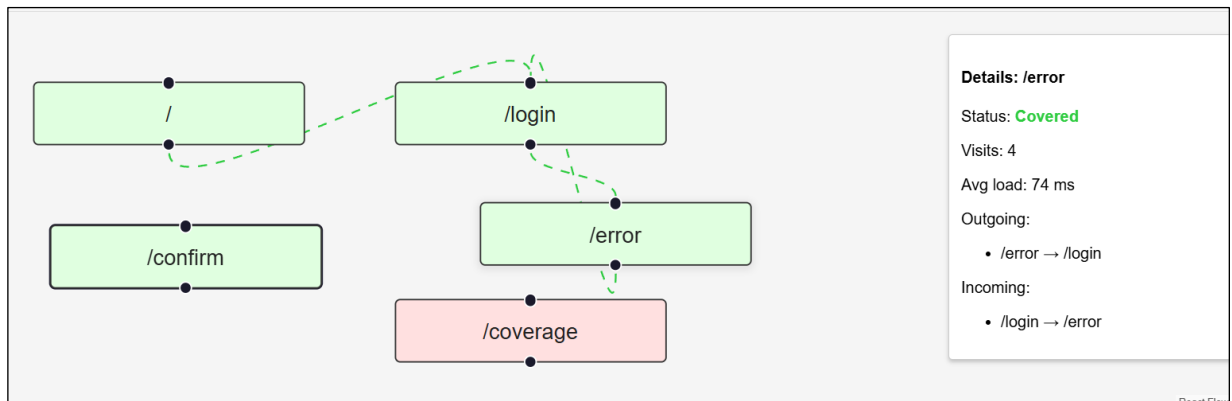 /
/login
/confirm
/error
/coverage
Details: /error
Status: Covered
Visits: 4
Avg load: 74 ms
Outgoing:
• /error → /login
Incoming:
• /login → /error